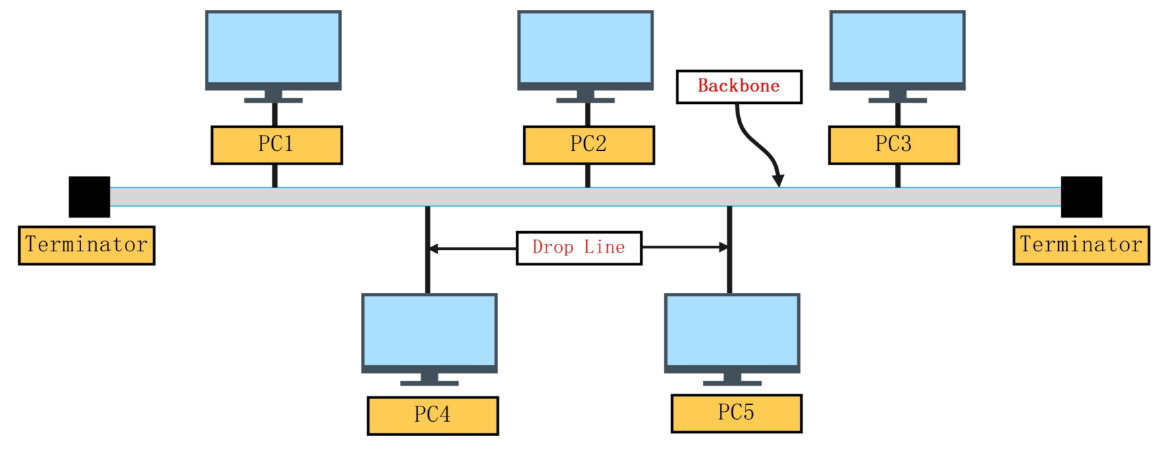 Backbone
PC1
PC2
PC3
Terminator
Drop Line
Terminator
PC4
PC5